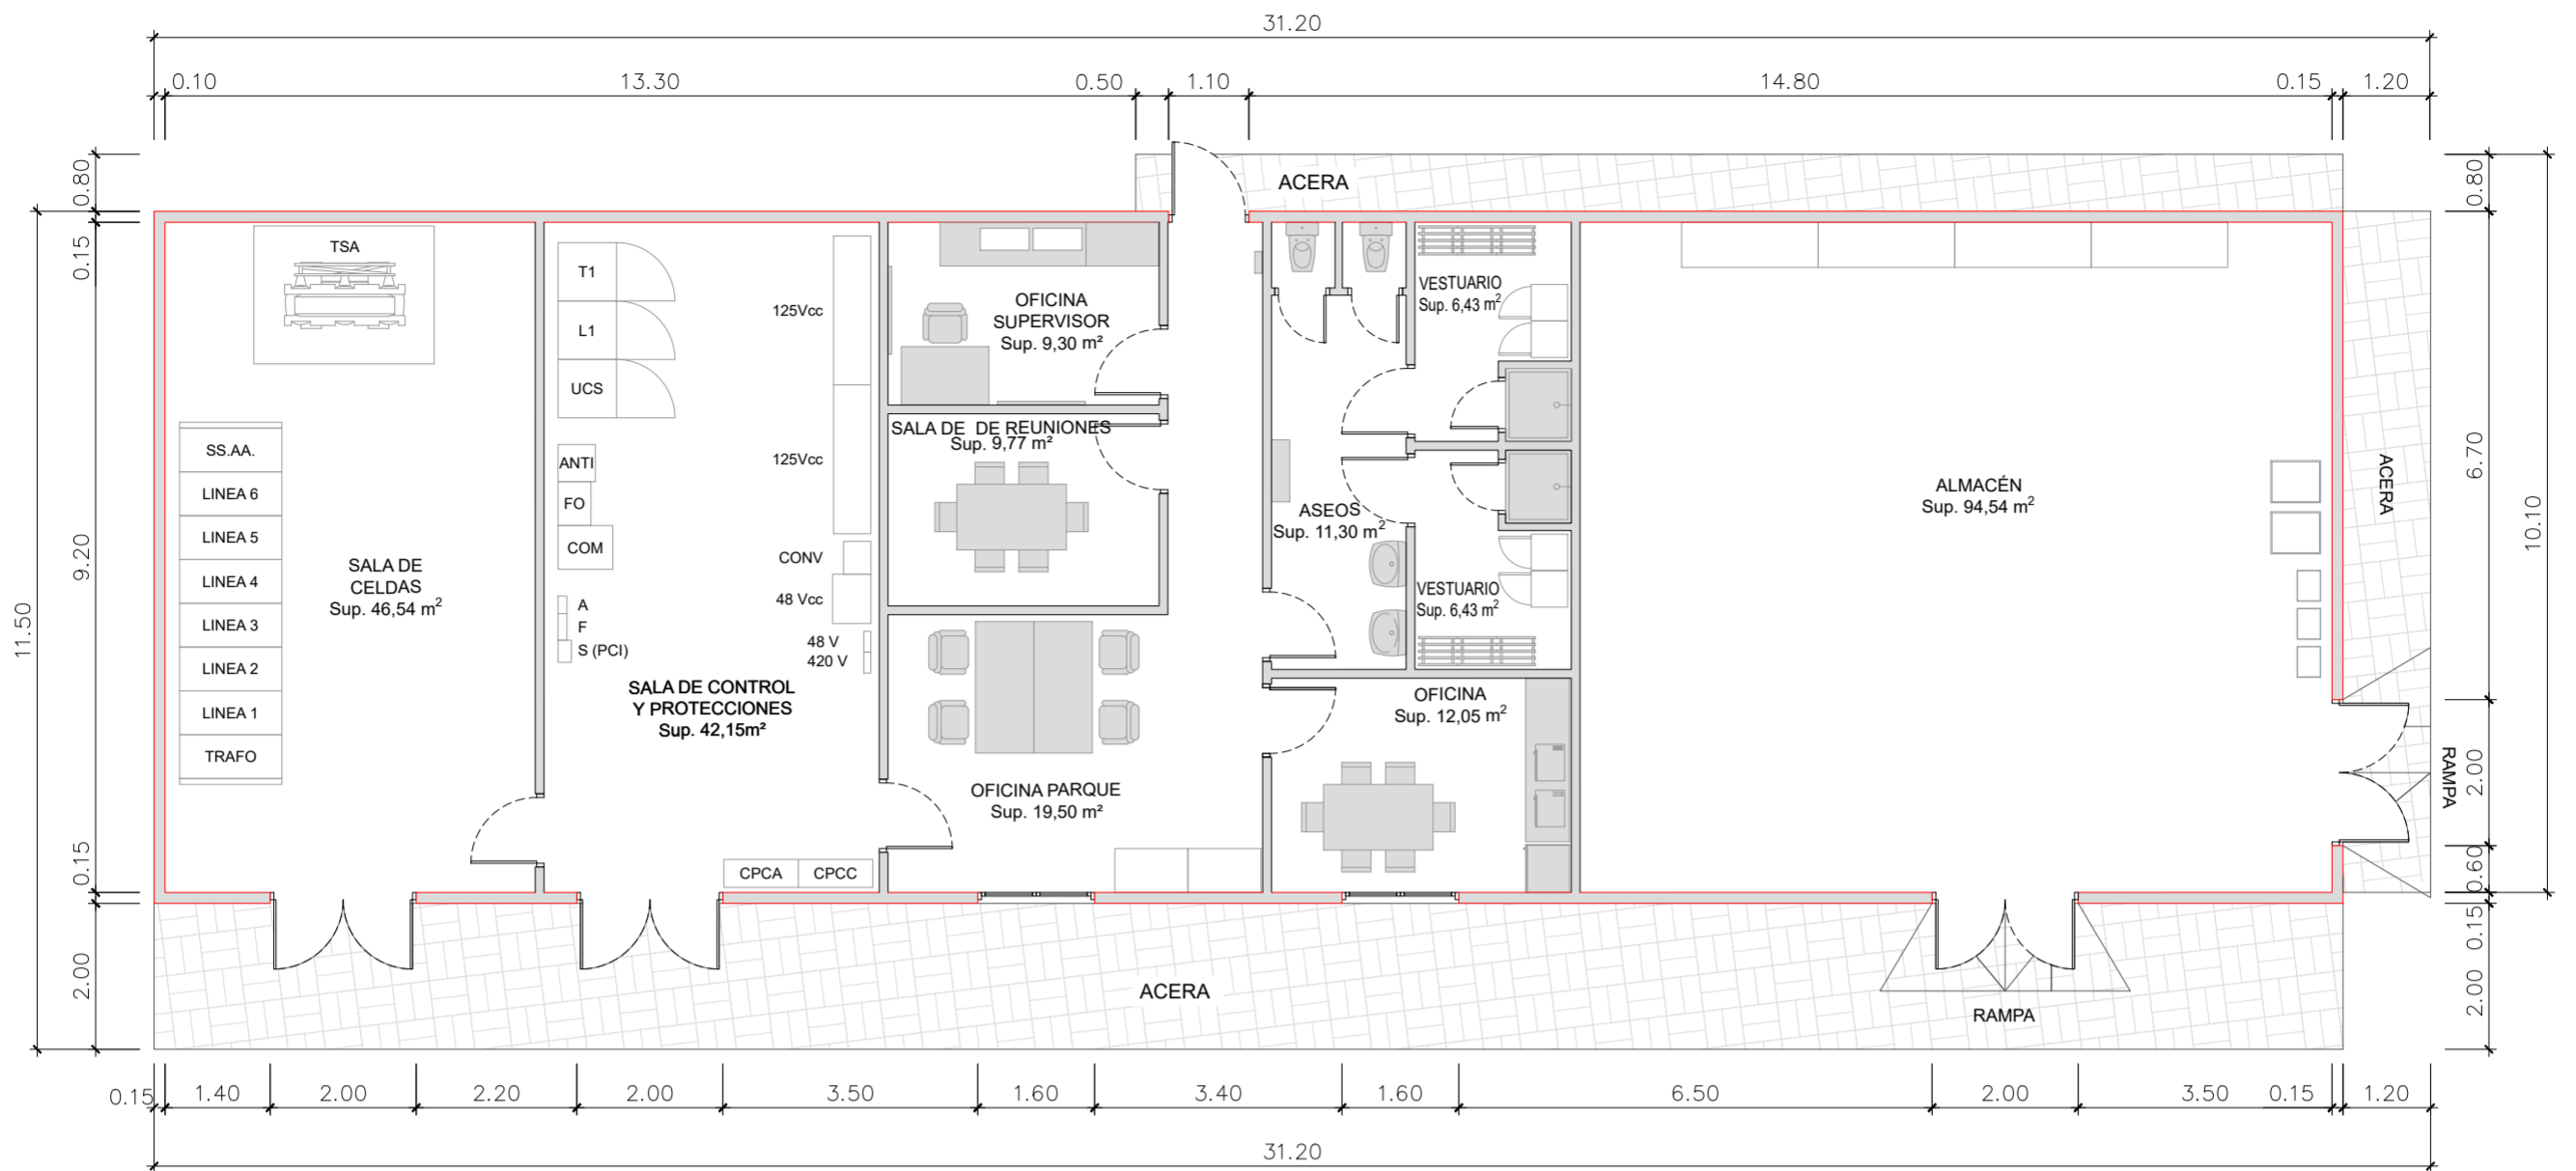 31.20
0.10 13.30 0.50 1.10 14.80 0.15 1.20
0.80
0.15
9.20
0.15
2.00
11.50
ACERA
TSA
SS.AA.
LINEA 6
LINEA 5
LINEA 4
LINEA 3
LINEA 2
LINEA 1
TRAFO
SALA DE
CELDAS
Sup. 46,54 m²
T1
L1
UCS
ANTI
FO
COM
A
F
S (PCI)
125Vcc
125Vcc
CONV
48 Vcc
48 V
420 V
SALA DE CONTROL
Y PROTECCIONES
Sup. 42,15m²
CPCA CPCC
OFICINA
SUPERVISOR
Sup. 9,30 m²
SALA DE DE REUNIONES
Sup. 9,77 m²
OFICINA PARQUE
Sup. 19,50 m²
ASEOS
Sup. 11,30 m²
VESTUARIO
Sup. 6,43 m²
VESTUARIO
Sup. 6,43 m²
OFICINA
Sup. 12,05 m²
ALMACÉN
Sup. 94,54 m²
ACERA
RAMPA
0.80
6.70
2.00
0.60
0.15
2.00
10.10
ACERA
RAMPA
0.15 1.40 2.00 2.20 2.00 3.50 1.60 3.40 1.60 6.50 2.00 3.50 0.15 1.20
31.20